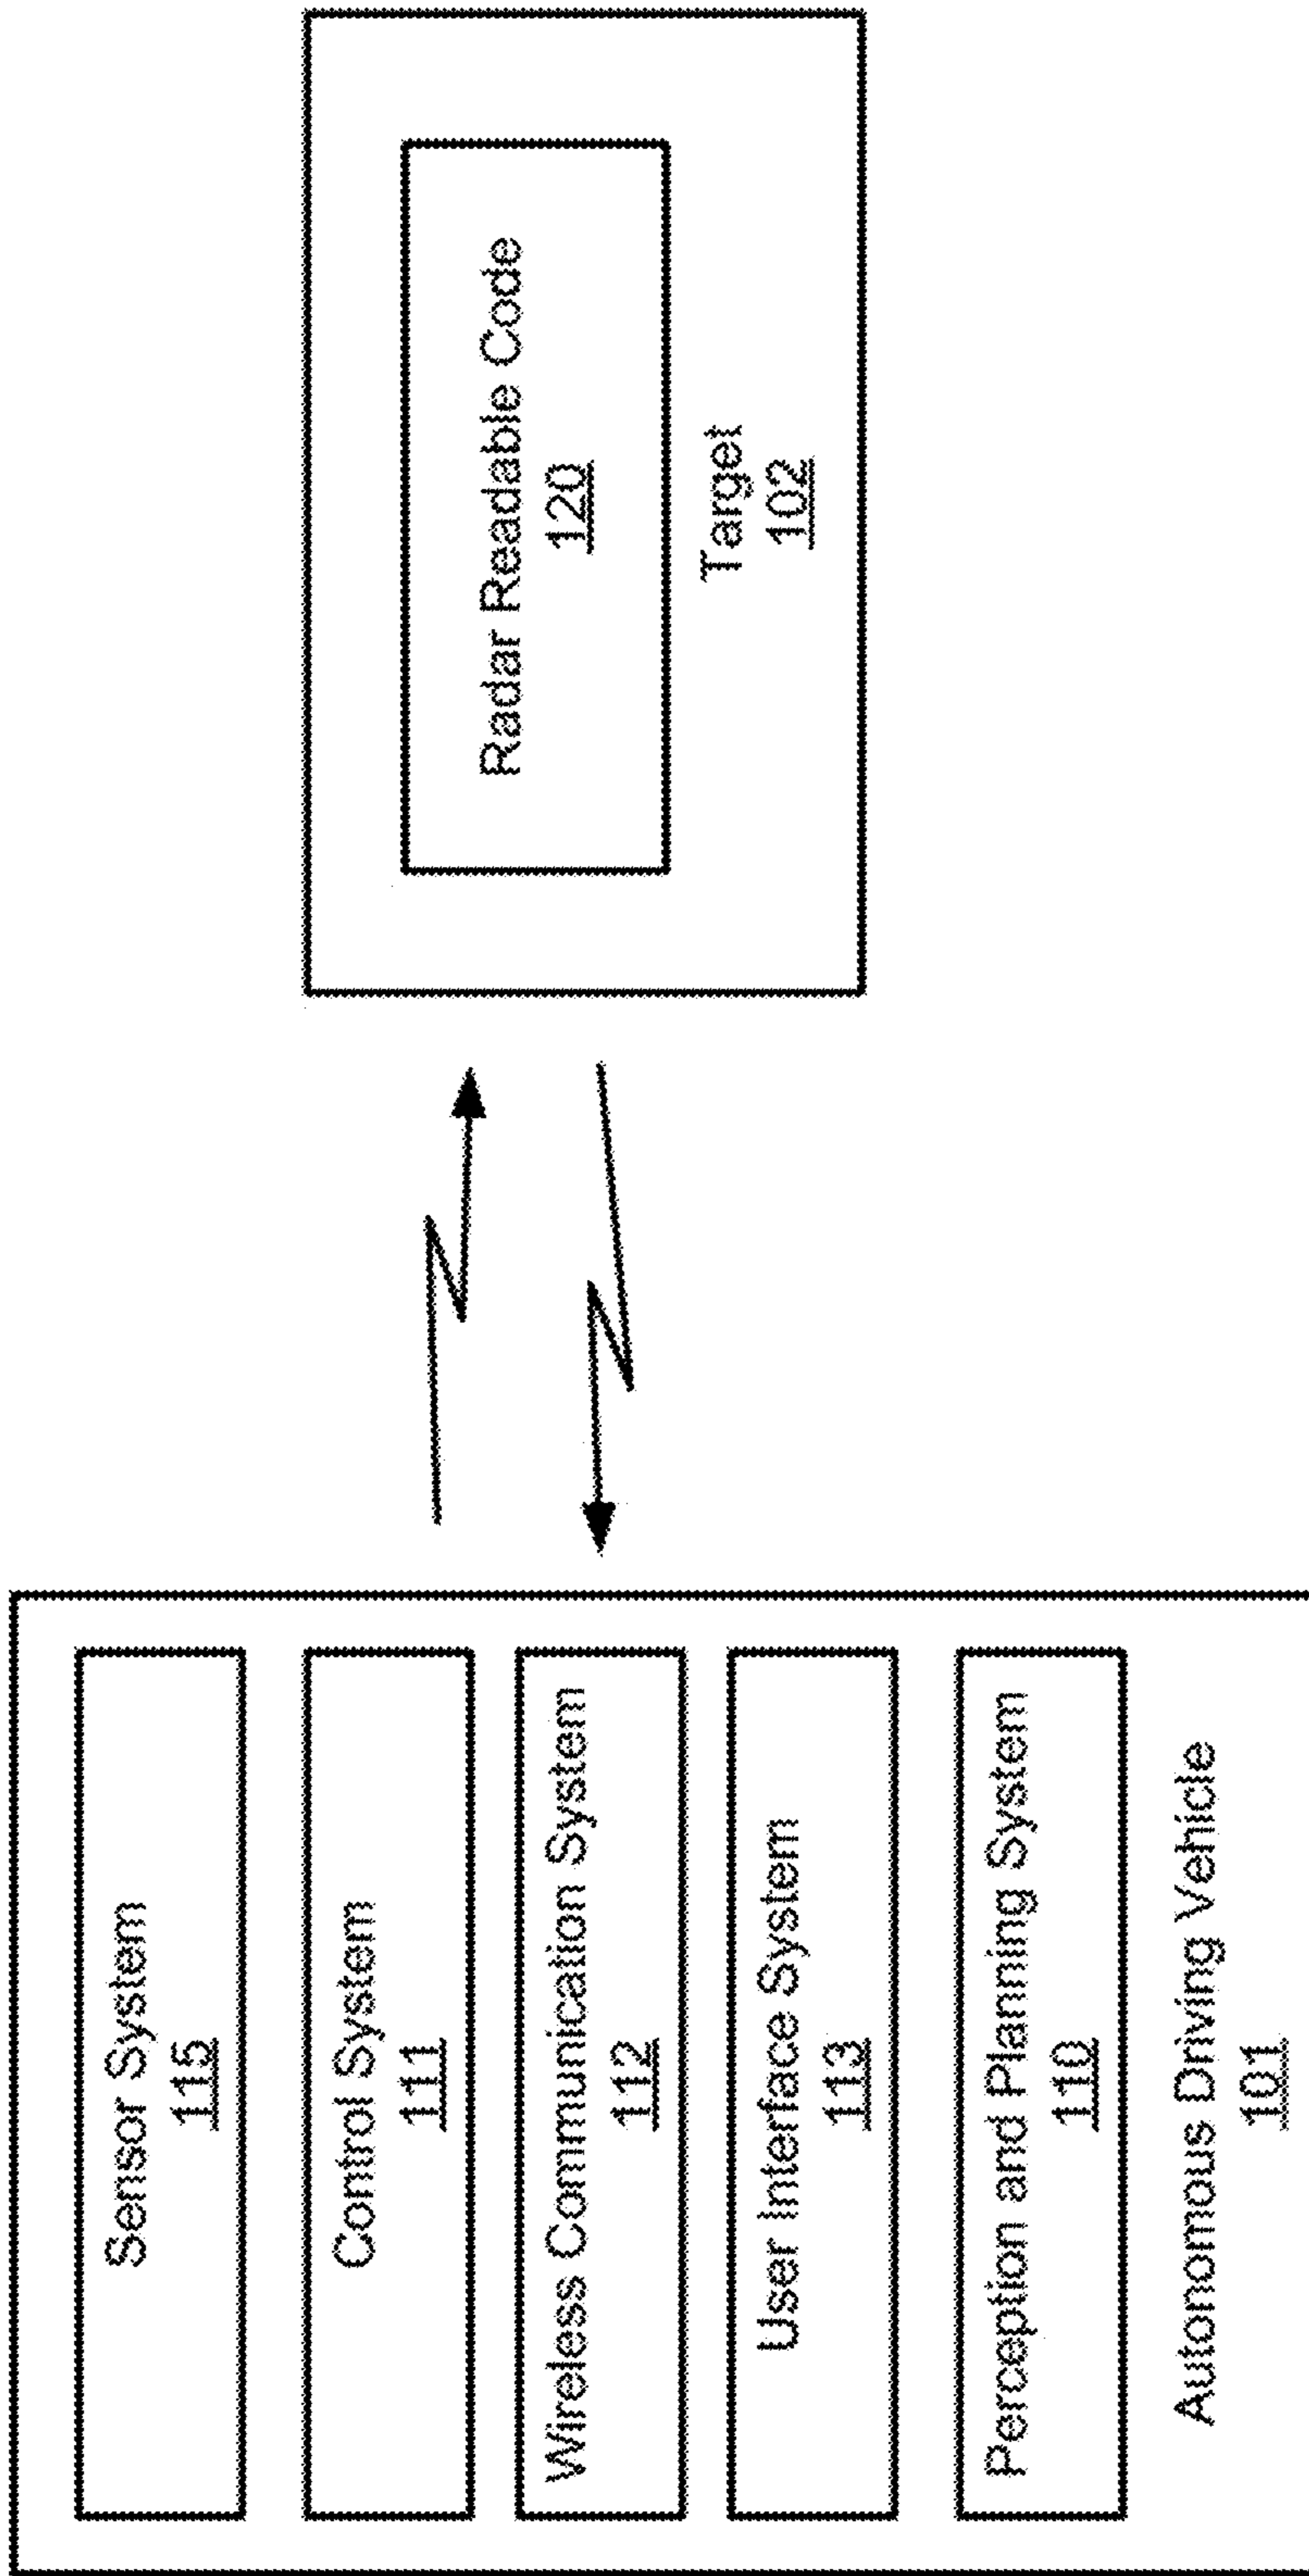 Sensor System
115
Control System
111
Wireless Communication System
112
User Interface System
113
Perception and Planning System
110
Autonomous Driving Vehicle
101
Radar Readable Code
120
Target
102